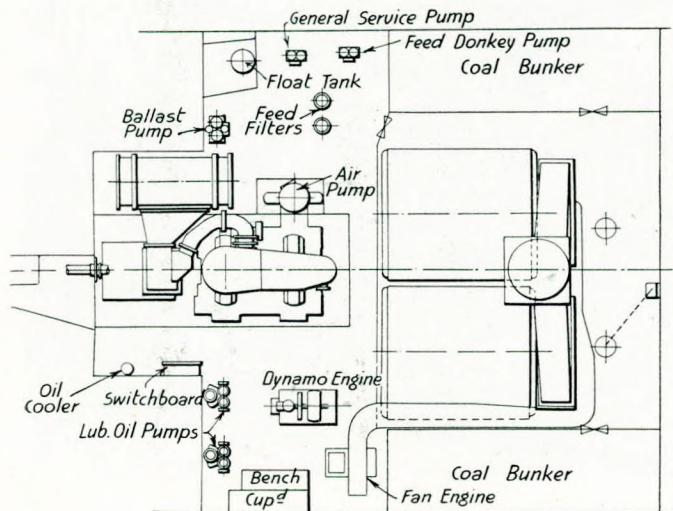 General Service Pump
Feed Donkey Pump
Coal Bunker
Float Tank
Ballast
Pump
Feed
Filters
Air
Pump
Oil
Cooler
Switchboard
Dynamo Engine
Lub. Oil Pumps
Bench
Cupd
Fan Engine
Coal Bunker